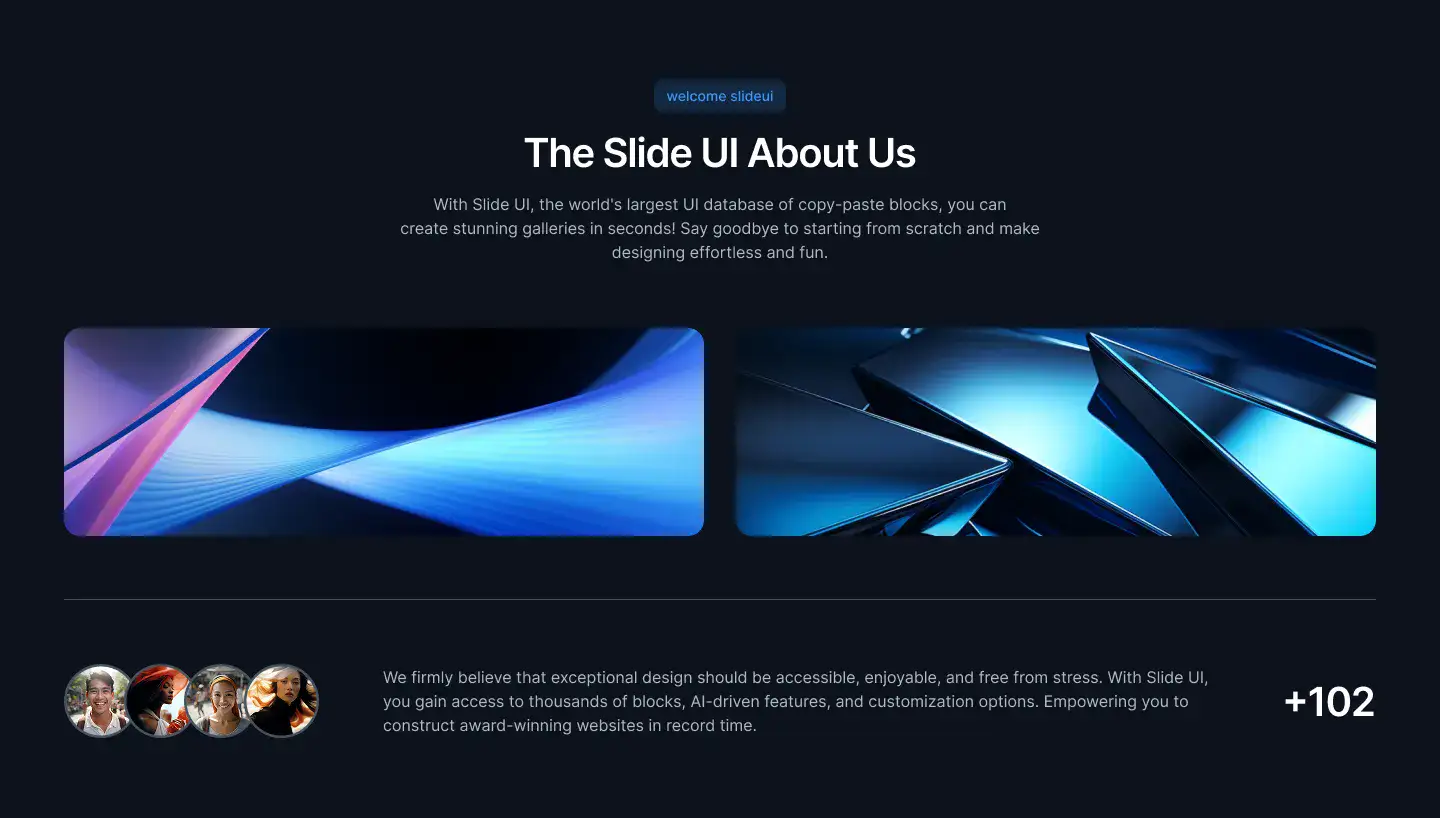 welcome slideui
The Slide UI About Us
With Slide UI, the world's largest UI database of copy-paste blocks, you can
create stunning galleries in seconds! Say goodbye to starting from scratch and make
designing effortless and fun.
We firmly believe that exceptional design should be accessible, enjoyable, and free from stress. With Slide UI,
you gain access to thousands of blocks, AI-driven features, and customization options. Empowering you to
construct award-winning websites in record time.
+102